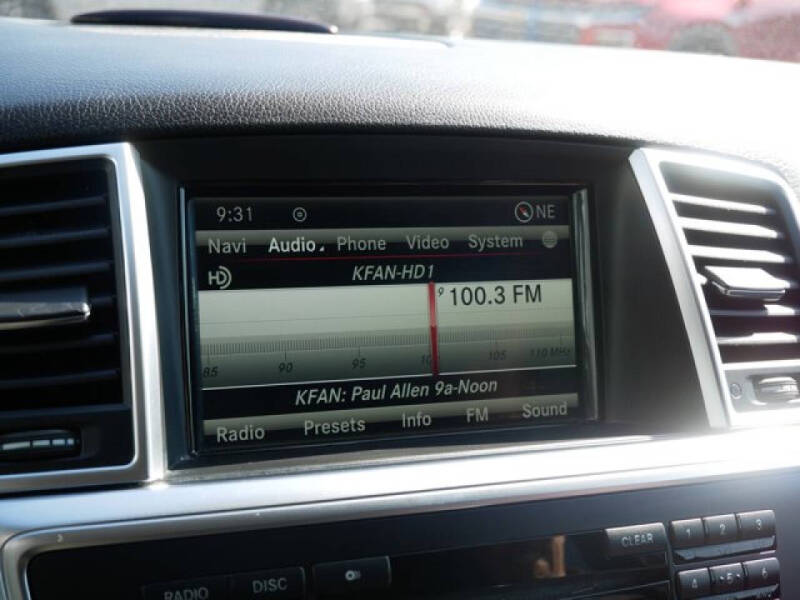 9:31 NE
Navi Audio Phone Video System
HD KFAN-HD1
9 100.3 FM
85 90 95 100 105 110 MHz
KFAN: Paul Allen 9a-Noon
Radio Presets Info FM Sound
CLEAR 1 2 3
RADIO DISC 4 5 6